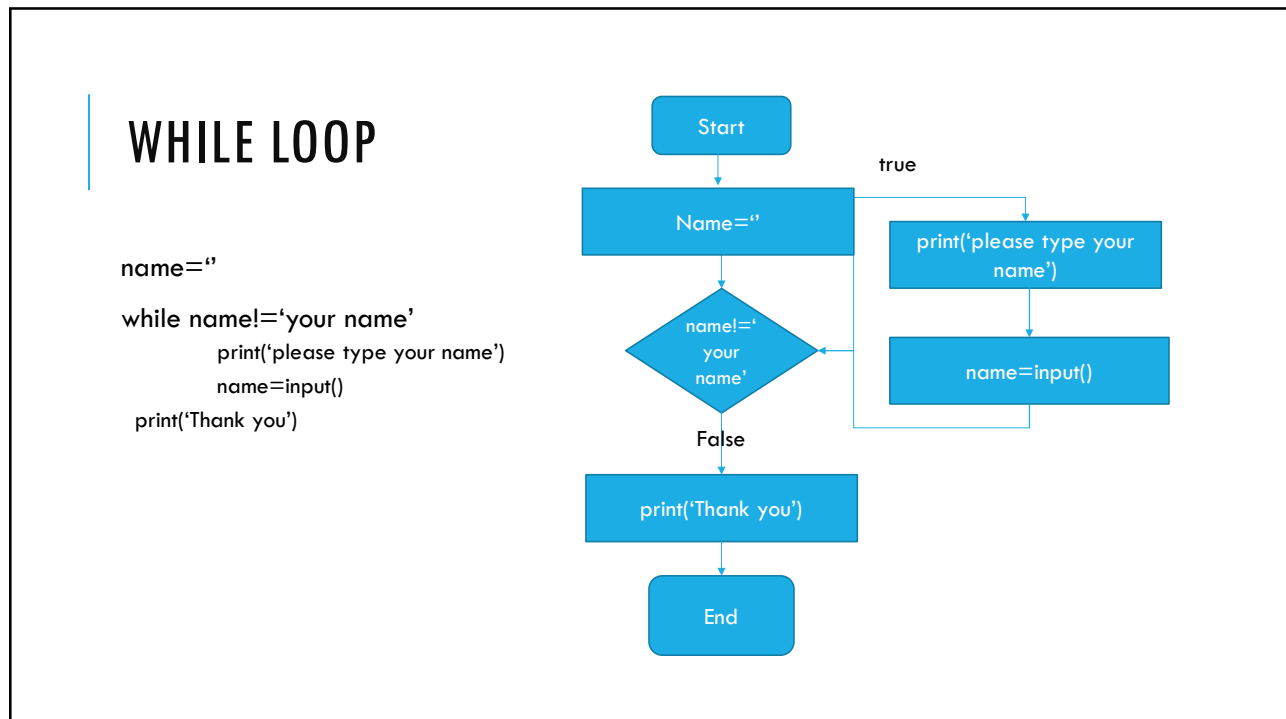 WHILE LOOP
name=‘’
while name!=‘your name’
print(‘please type your name’)
name=input()
print(‘Thank you’)
Start
true
Name=‘’
print(‘please type your
name’)
name!=‘
your
name’
name=input()
False
print(‘Thank you’)
End